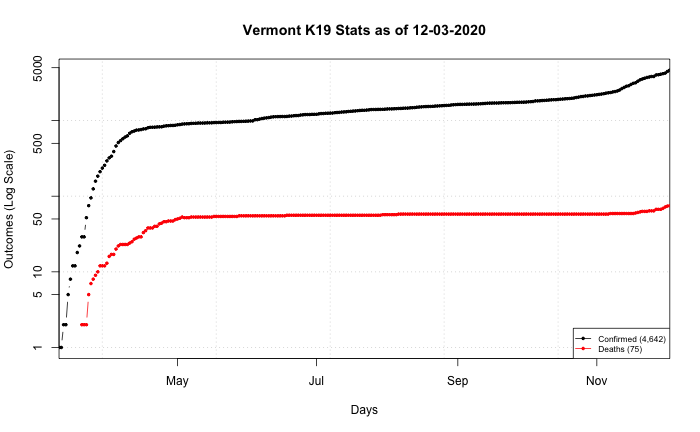 Vermont K19 Stats as of 12-03-2020
Outcomes (Log Scale)
5000
500
50
10
5
1
May
Jul
Sep
Nov
Days
Confirmed (4,642)
Deaths (75)